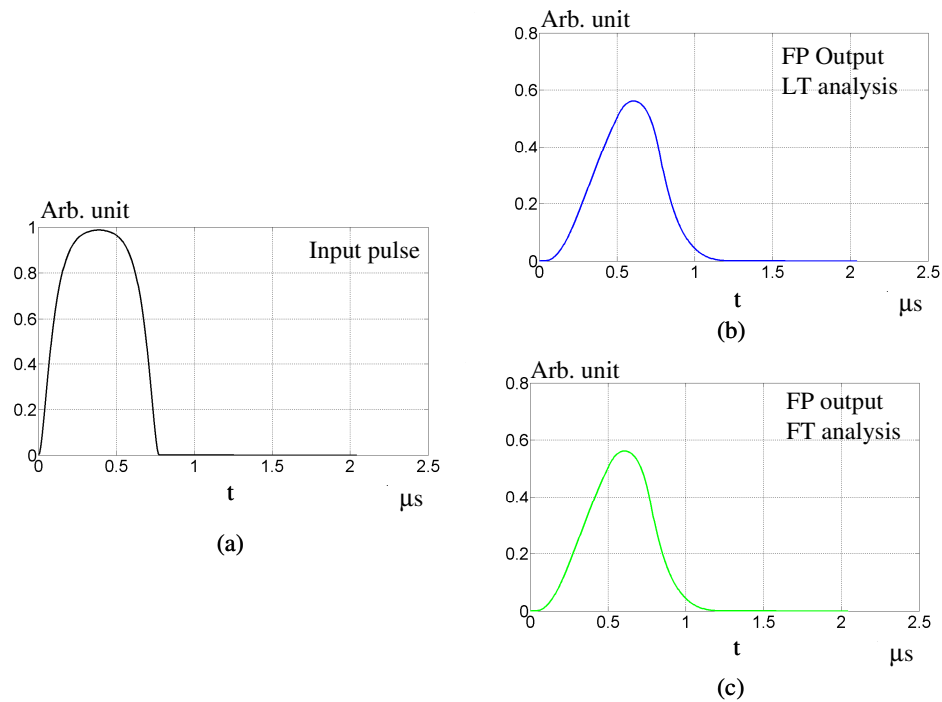 Arb. unit
Input pulse
1
0.8
0.6
0.4
0.2
0
0 0.5 1 1.5 2 2.5
t
μs
(a)
Arb. unit
FP Output
LT analysis
0.8
0.6
0.4
0.2
0
0 0.5 1 1.5 2 2.5
t
μs
(b)
Arb. unit
FP output
FT analysis
0.8
0.6
0.4
0.2
0
0 0.5 1 1.5 2 2.5
t
μs
(c)